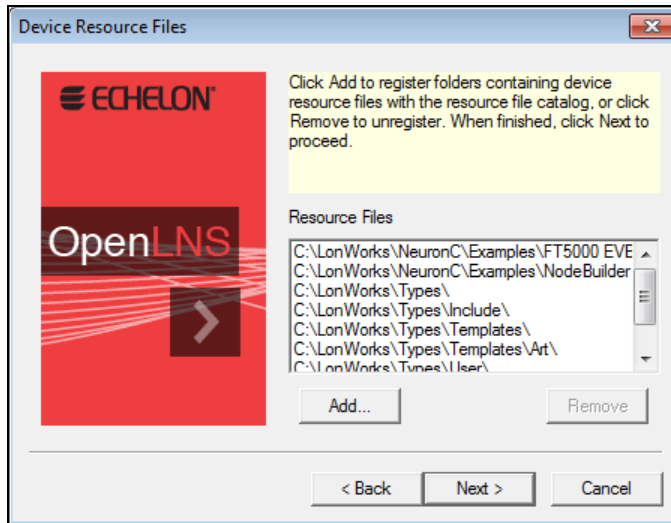 Device Resource Files
ECHELON
Click Add to register folders containing device
resource files with the resource file catalog, or click
Remove to unregister. When finished, click Next to
proceed.
OpenLNS
Resource Files
C:\LonWorks\NeuronC\Examples\FT5000 EVE
C:\LonWorks\NeuronC\Examples\NodeBuilder
C:\LonWorks\Types\
C:\LonWorks\Types\Include\
C:\LonWorks\Types\Templates\
C:\LonWorks\Types\Templates\Art\
C:\LonWorks\Types\User\
Add...
Remove
< Back
Next >
Cancel